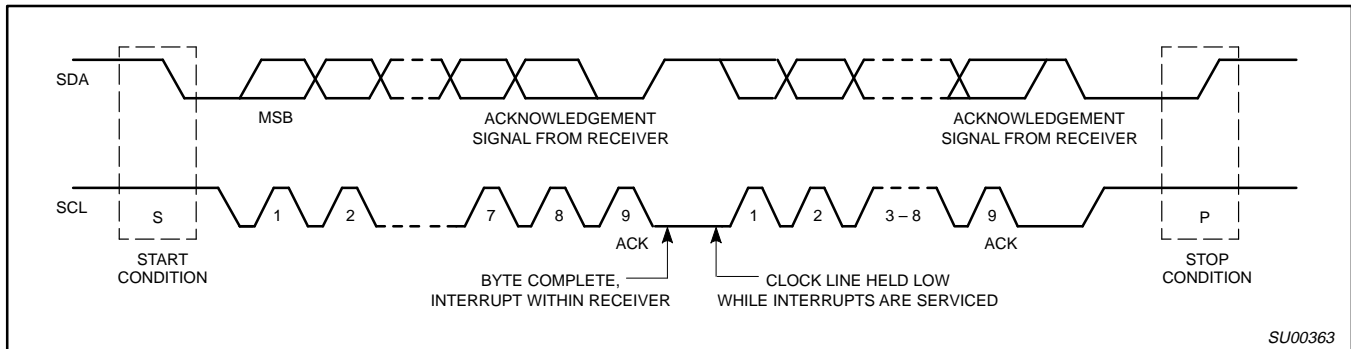 SDA
MSB
ACKNOWLEDGEMENT
SIGNAL FROM RECEIVER
ACKNOWLEDGEMENT
SIGNAL FROM RECEIVER
SCL
S
1
2
7
8
9
1
2
3 – 8
9
P
ACK
ACK
START
CONDITION
BYTE COMPLETE,
INTERRUPT WITHIN RECEIVER
CLOCK LINE HELD LOW
WHILE INTERRUPTS ARE SERVICED
STOP
CONDITION
SU00363